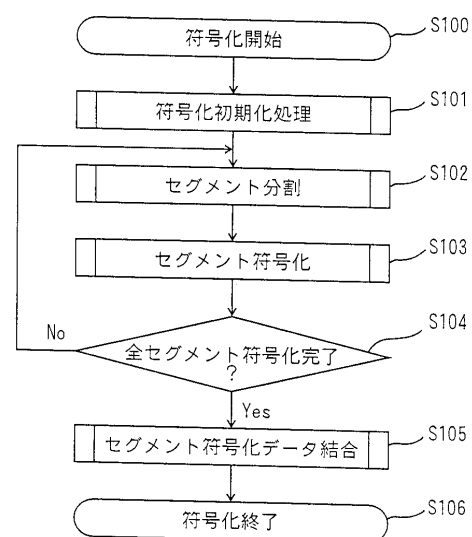 符号化開始
S100
符号化初期化処理
S101
セグメント分割
S102
セグメント符号化
S103
全セグメント符号化完了
?
S104
No
Yes
セグメント符号化データ結合
S105
符号化終了
S106